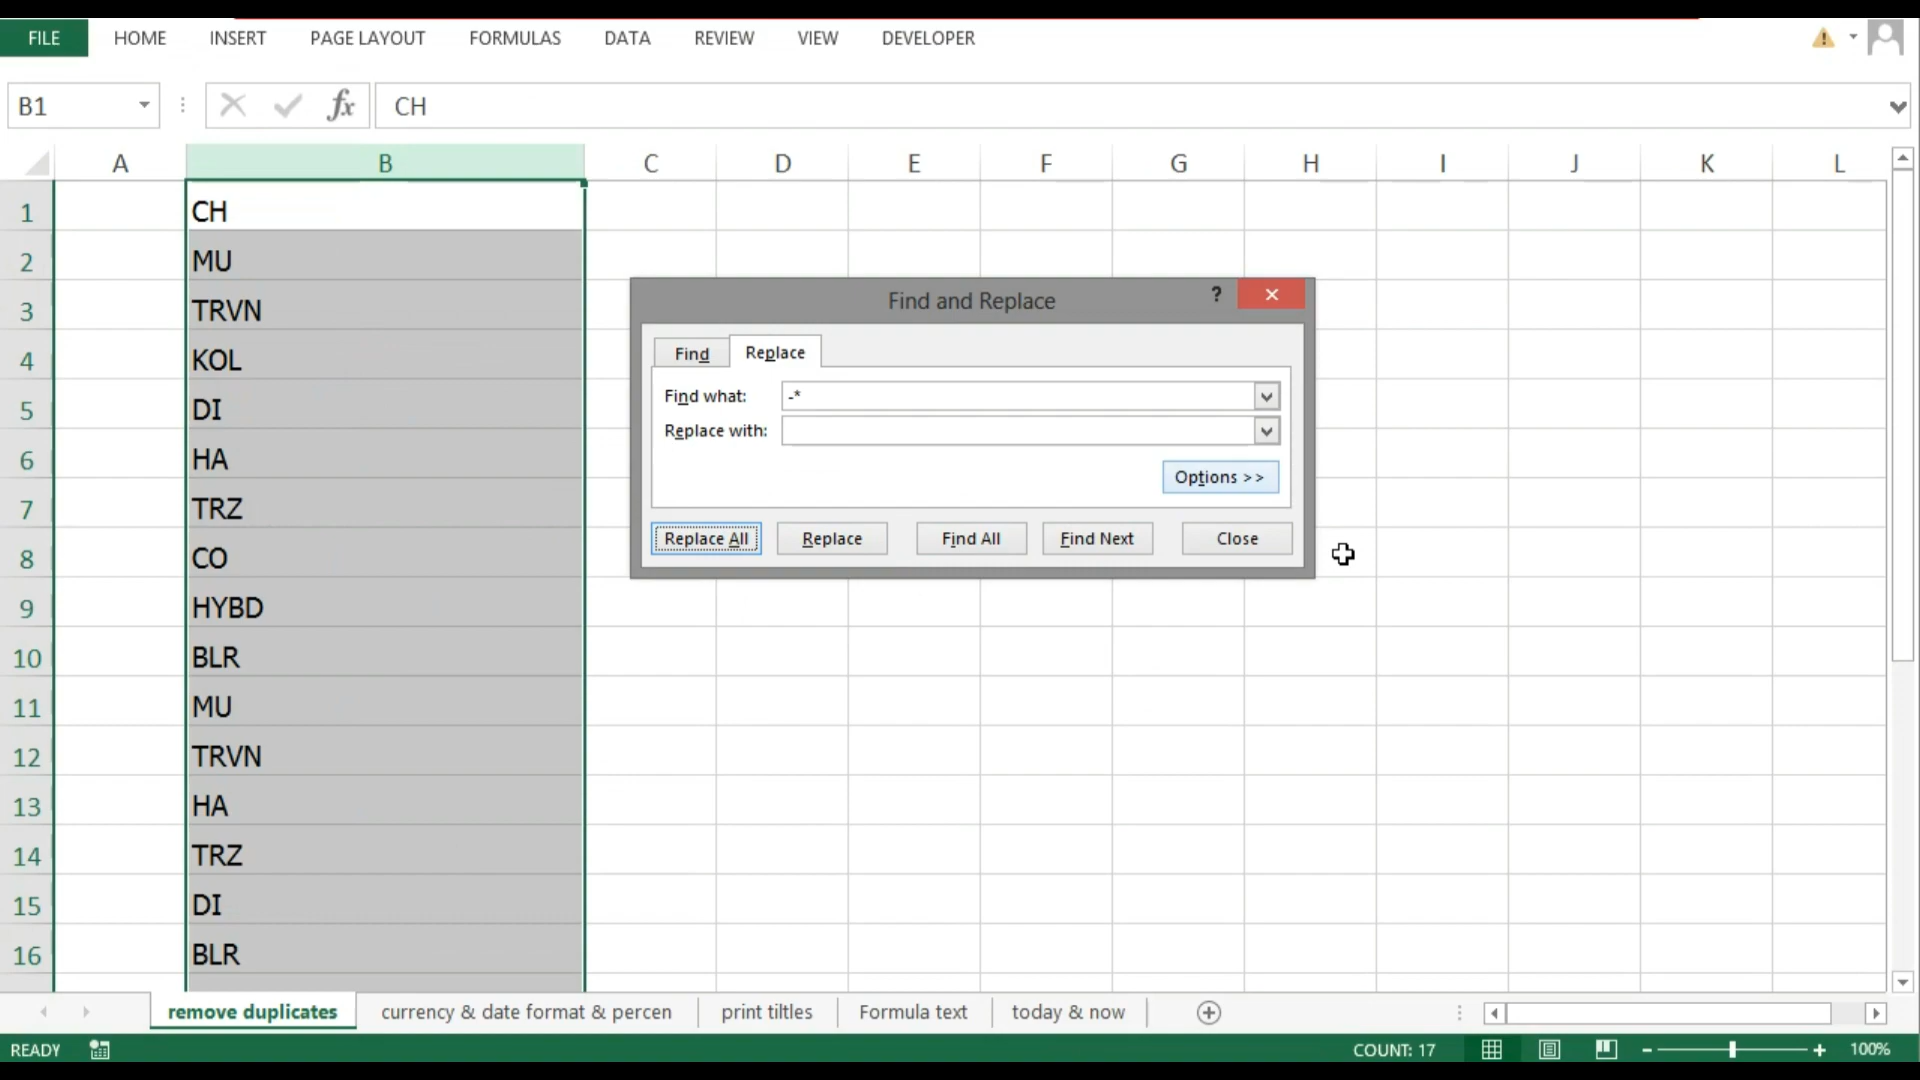 FILE HOME INSERT PAGE LAYOUT FORMULAS DATA REVIEW VIEW DEVELOPER
B1 fx CH
A B C D E F G H I J K L
1 CH
2 MU
3 TRVN
4 KOL
5 DI
6 HA
7 TRZ
8 CO
9 HYBD
10 BLR
11 MU
12 TRVN
13 HA
14 TRZ
15 DI
16 BLR
Find and Replace ?
Find Replace
Find what: -*
Replace with:
Options >>
Replace All Replace Find All Find Next Close
remove duplicates currency & date format & percen print tiltles Formula text today & now
READY COUNT: 17 100%